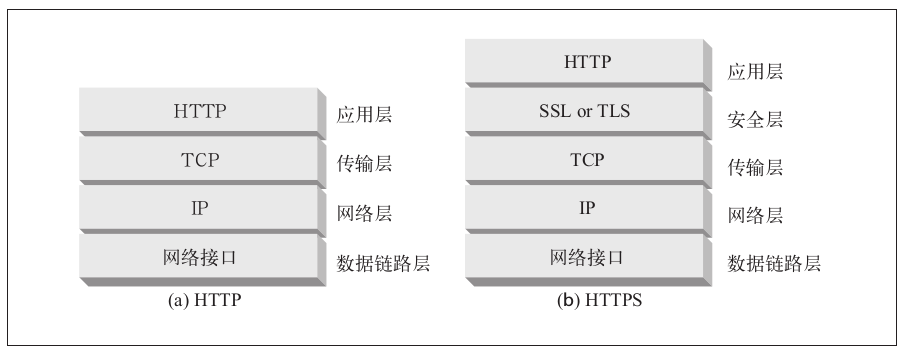 HTTP 应用层
TCP 传输层
IP 网络层
网络接口 数据链路层
(a) HTTP
HTTP 应用层
SSL or TLS 安全层
TCP 传输层
IP 网络层
网络接口 数据链路层
(b) HTTPS